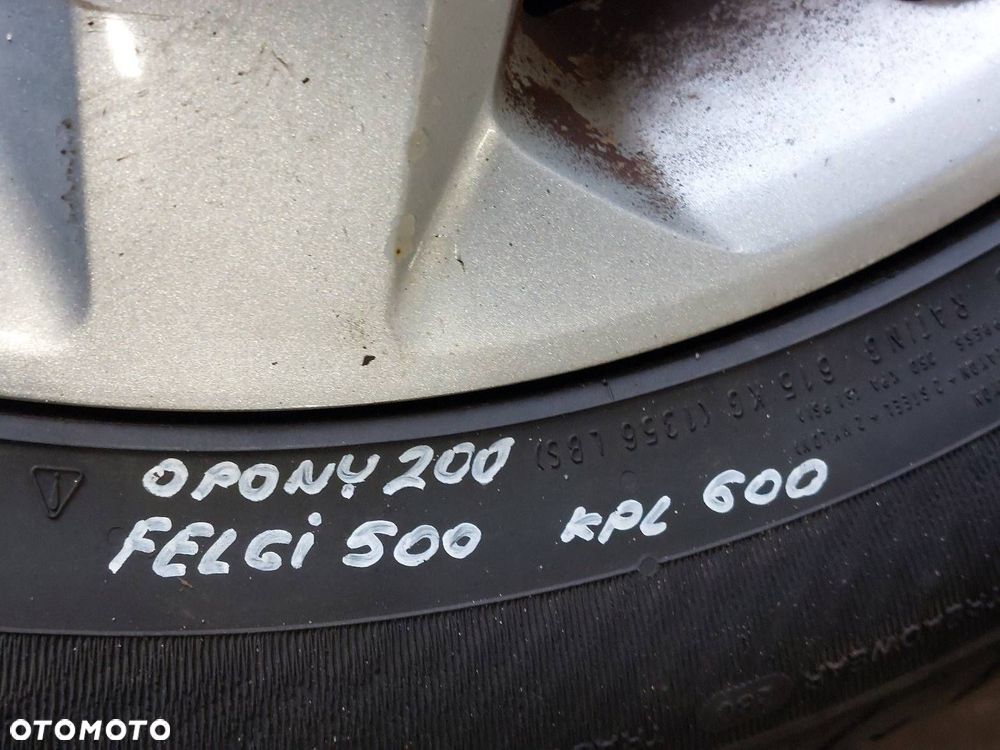 RATING 615 KG (1356 LBS)
OPONY 200
FELGI 500 KPL 600
OTOMOTO